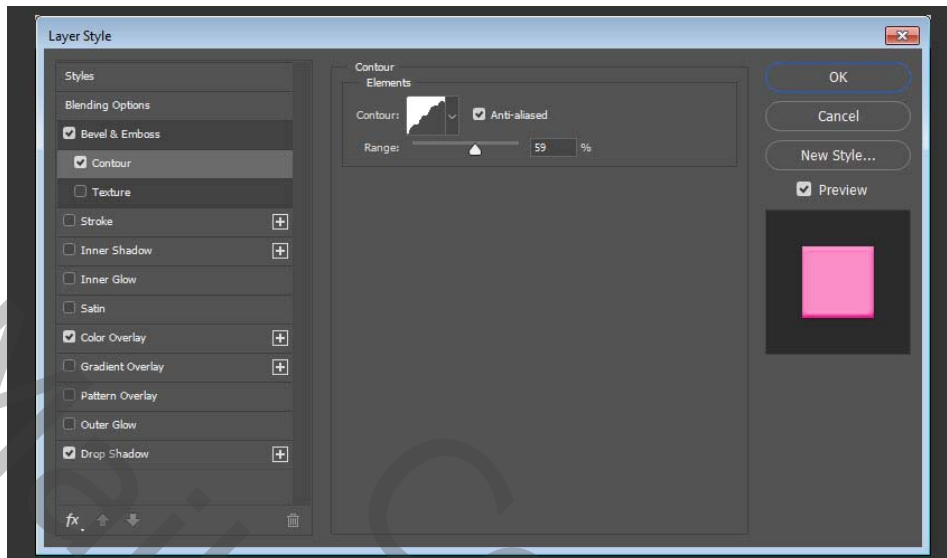 Layer Style
Styles
Blending Options
Bevel & Emboss
Contour
Texture
Stroke
Inner Shadow
Inner Glow
Satin
Color Overlay
Gradient Overlay
Pattern Overlay
Outer Glow
Drop Shadow
fx
Contour
Elements
Contour:
Anti-aliased
Range:
59 %
OK
Cancel
New Style...
Preview